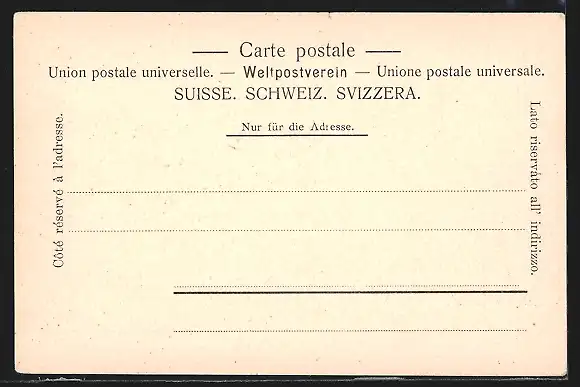 — Carte postale —
Union postale universelle. — Weltpostverein — Unione postale universale.
SUISSE. SCHWEIZ. SVIZZERA.
Nur für die Adresse.
Côté réservé à l'adresse.
Lato riservato all' indirizzo.